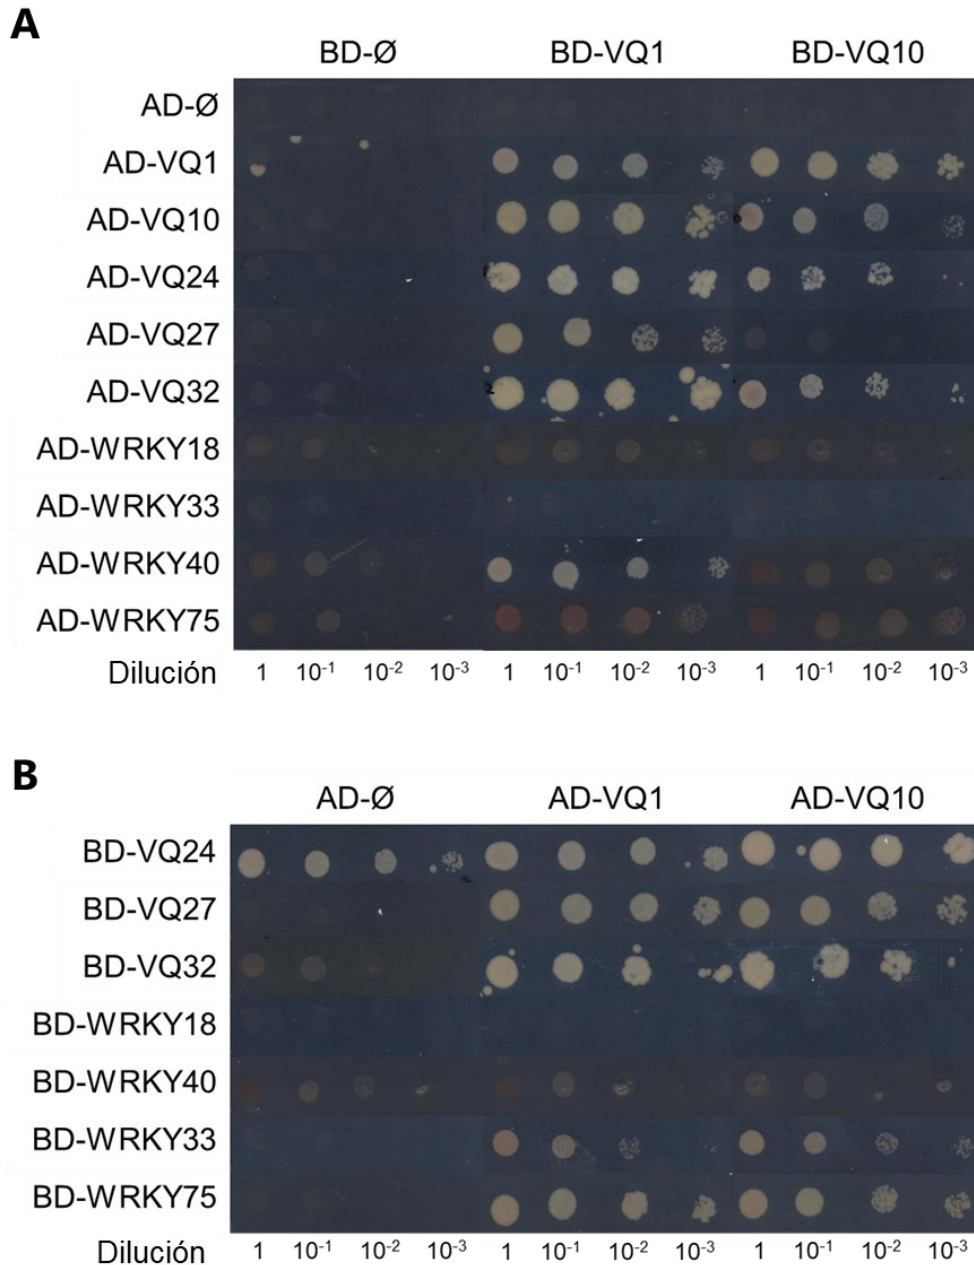 A
BD-Ø BD-VQ1 BD-VQ10
AD-Ø
AD-VQ1
AD-VQ10
AD-VQ24
AD-VQ27
AD-VQ32
AD-WRKY18
AD-WRKY33
AD-WRKY40
AD-WRKY75
Dilución 1 10⁻¹ 10⁻² 10⁻³ 1 10⁻¹ 10⁻² 10⁻³ 1 10⁻¹ 10⁻² 10⁻³
B
AD-Ø AD-VQ1 AD-VQ10
BD-VQ24
BD-VQ27
BD-VQ32
BD-WRKY18
BD-WRKY40
BD-WRKY33
BD-WRKY75
Dilución 1 10⁻¹ 10⁻² 10⁻³ 1 10⁻¹ 10⁻² 10⁻³ 1 10⁻¹ 10⁻² 10⁻³